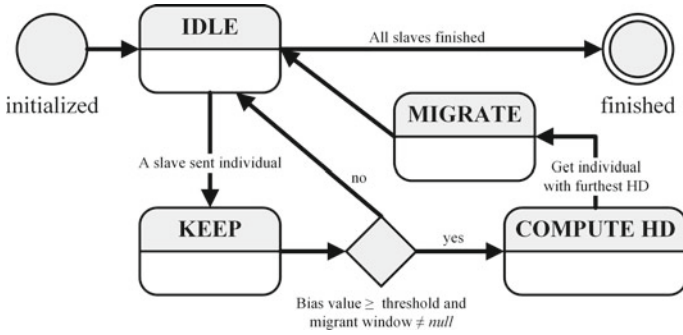 IDLE
All slaves finished
initialized
MIGRATE
finished
A slave sent individual
no
Get individual
with furthest HD
KEEP
yes
COMPUTE HD
Bias value ≥ threshold and
migrant window ≠ null